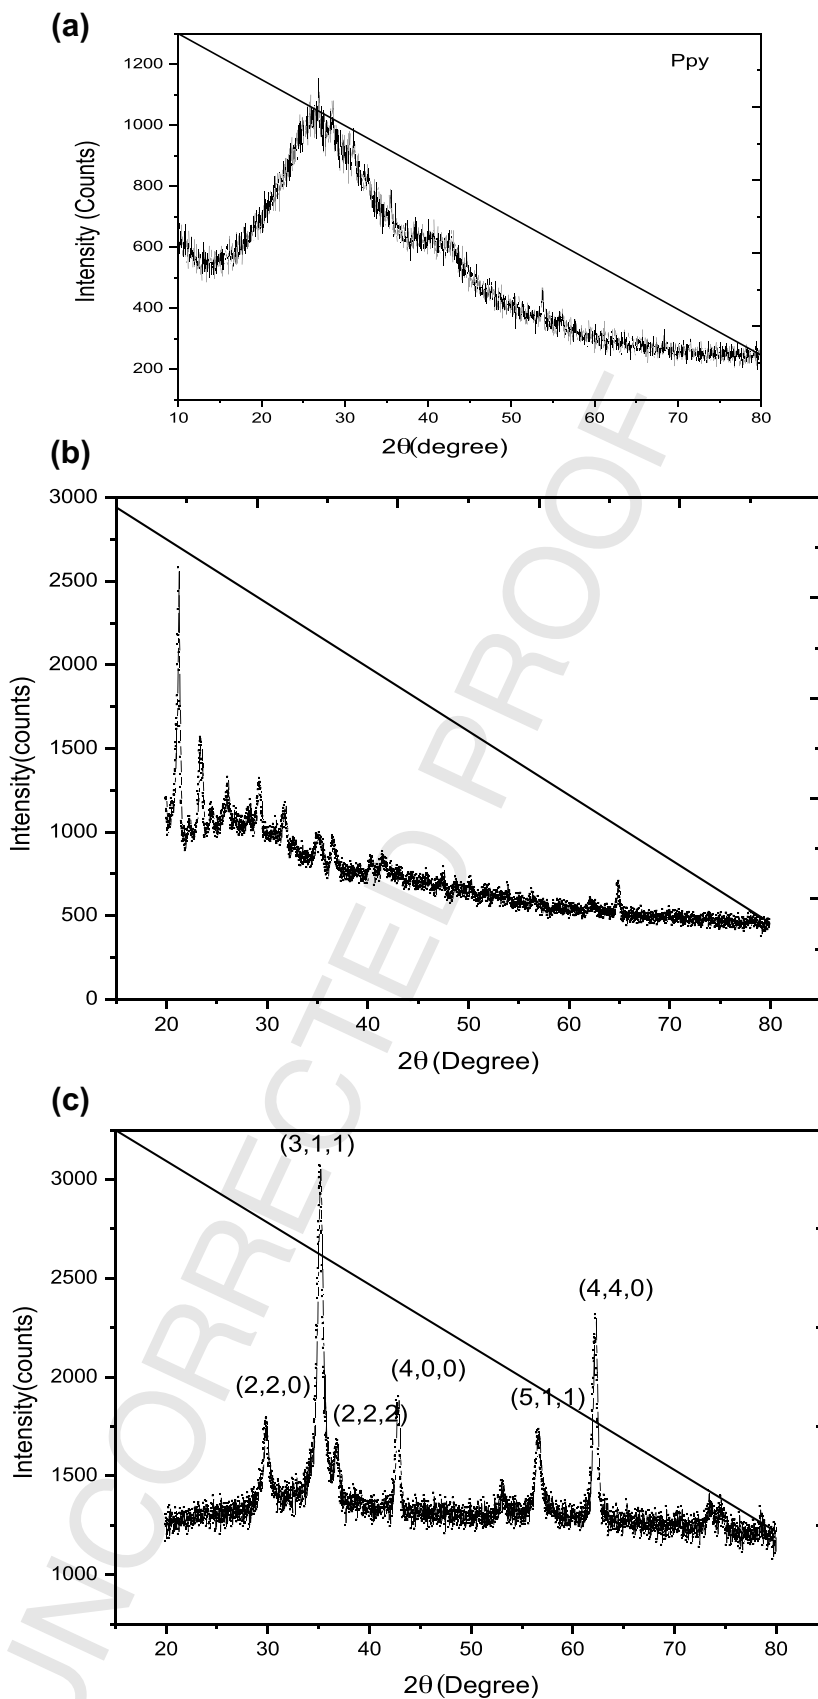 (a)
Ppy
1200
1000
800
600
400
200
Intensity (Counts)
10 20 30 40 50 60 70 80
2θ(degree)
(b)
3000
2500
2000
1500
1000
500
0
Intensity(counts)
20 30 40 50 60 70 80
2θ (Degree)
(c)
(3,1,1)
(4,4,0)
(4,0,0)
(2,2,0)
(5,1,1)
(2,2,2)
3000
2500
2000
1500
1000
Intensity(counts)
20 30 40 50 60 70 80
2θ (Degree)
UNCORRECTED PROOF